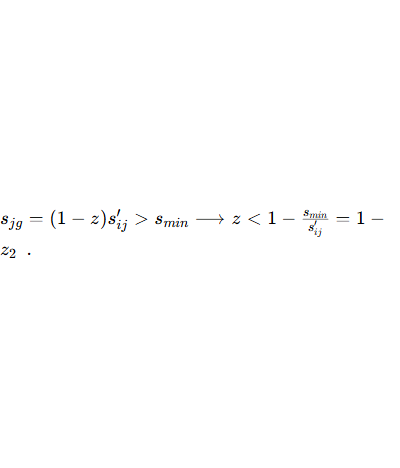 $s_{jg} = (1-z)s'_{ij} > s_{min} \longrightarrow z < 1 - \frac{s_{min}}{s'_{ij}} = 1 -$
$z_2$ .